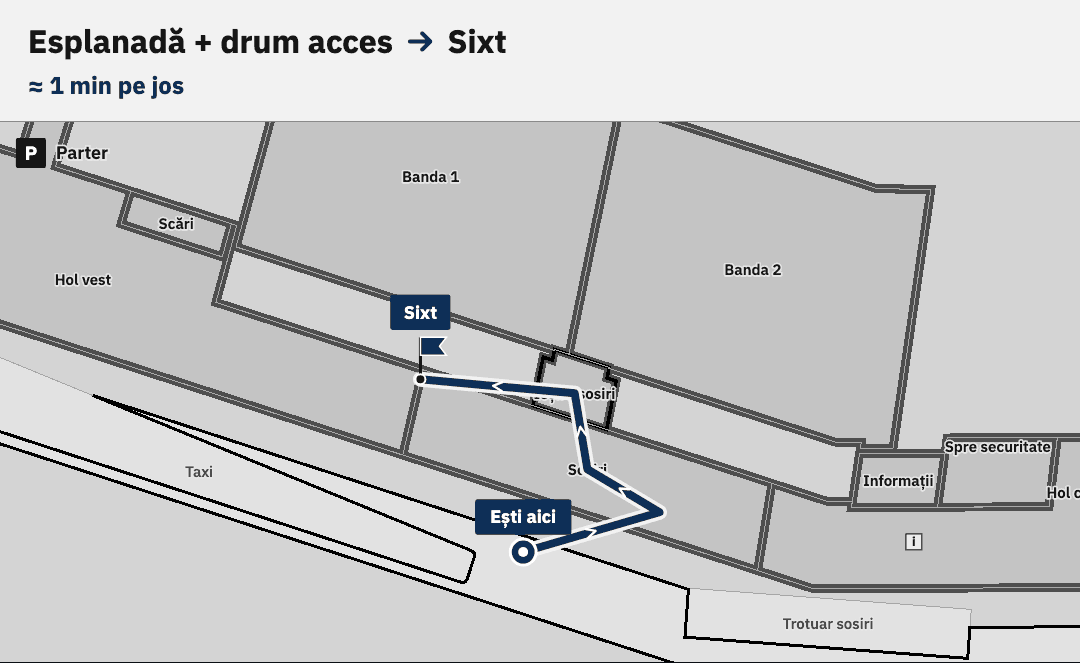 Esplanadă + drum acces → Sixt
≈ 1 min pe jos
P Parter
Banda 1
Scări
Hol vest
Banda 2
Sixt
sosiri
Spre securitate
Informații
Hol c
Taxi
Ești aici
i
Trotuar sosiri